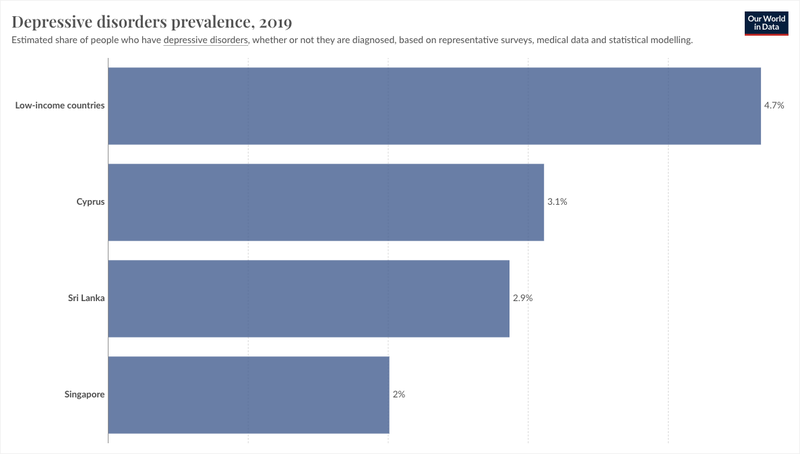 Depressive disorders prevalence, 2019
Our World
in Data
Estimated share of people who have depressive disorders, whether or not they are diagnosed, based on representative surveys, medical data and statistical modelling.
Low-income countries
4.7%
Cyprus
3.1%
Sri Lanka
2.9%
Singapore
2%